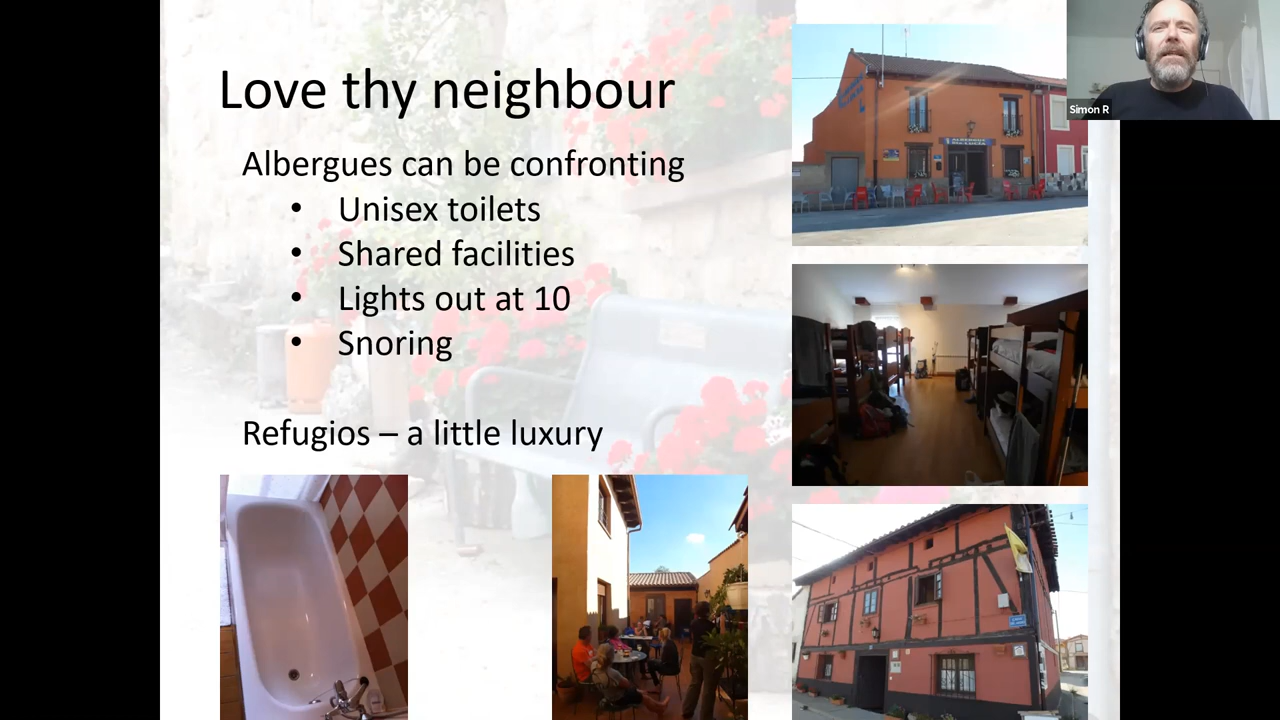 Love thy neighbour
Albergues can be confronting
• Unisex toilets
• Shared facilities
• Lights out at 10
• Snoring
Refugios – a little luxury
Simon R